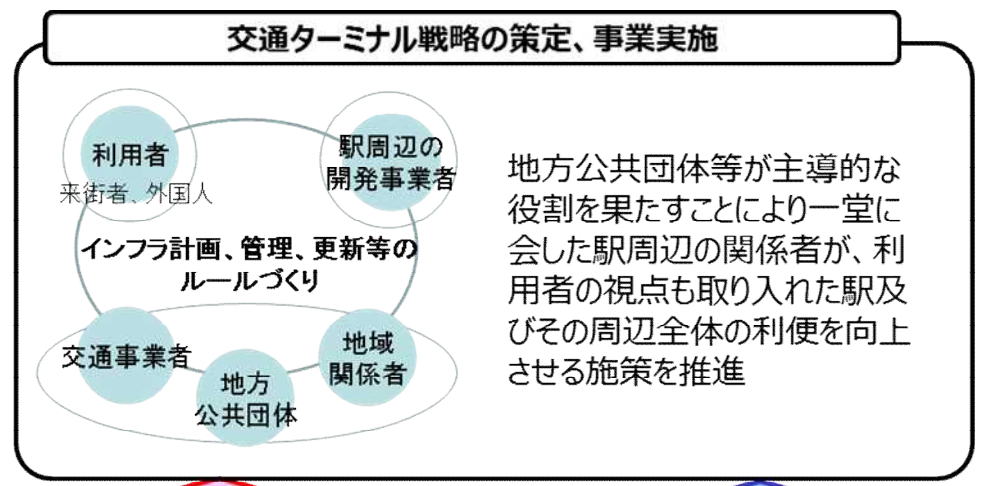 交通ターミナル戦略の策定、事業実施
利用者
来街者、外国人
駅周辺の
開発事業者
インフラ計画、管理、更新等の
ルールづくり
交通事業者
地方
公共団体
地域
関係者
地方公共団体等が主導的な
役割を果たすことにより一堂に
会した駅周辺の関係者が、利
用者の視点も取り入れた駅及
びその周辺全体の利便を向上
させる施策を推進